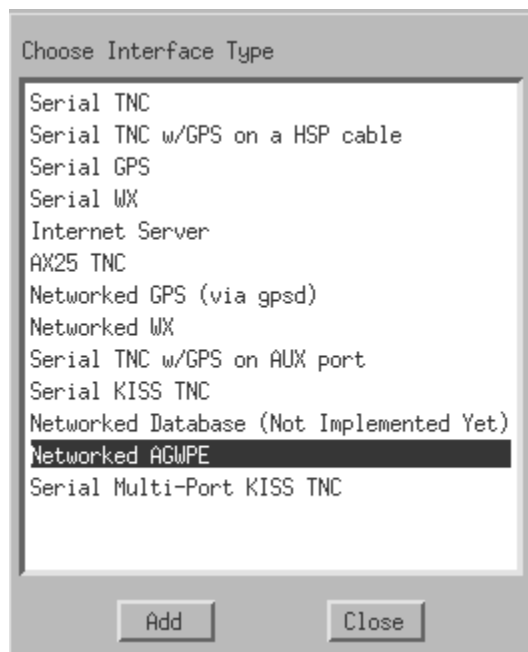 Choose Interface Type
Serial TNC
Serial TNC w/GPS on a HSP cable
Serial GPS
Serial WX
Internet Server
AX25 TNC
Networked GPS (via gpsd)
Networked WX
Serial TNC w/GPS on AUX port
Serial KISS TNC
Networked Database (Not Implemented Yet)
Networked AGWPE
Serial Multi-Port KISS TNC
Add Close